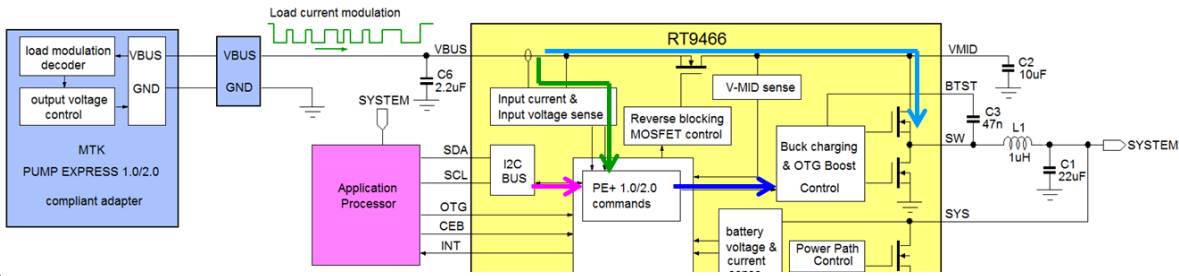 Load current modulation
RT9466
load modulation
decoder
VBUS
VBUS
VBUS
VMID
C6
2.2uF
C2
10uF
output voltage
control
GND
GND
SYSTEM
Input current &
Input voltage sense
V-MID sense
BTST
C3
47n
Reverse blocking
MOSFET control
MTK
PUMP EXPRESS 1.0/2.0
compliant adapter
SDA
SCL
I2C
BUS
Buck charging
& OTG Boost
Control
SW
L1
1uH
SYSTEM
C1
22uF
Application
Processor
PE+ 1.0/2.0
commands
OTG
CEB
INT
SYS
battery
voltage &
current
Power Path
Control